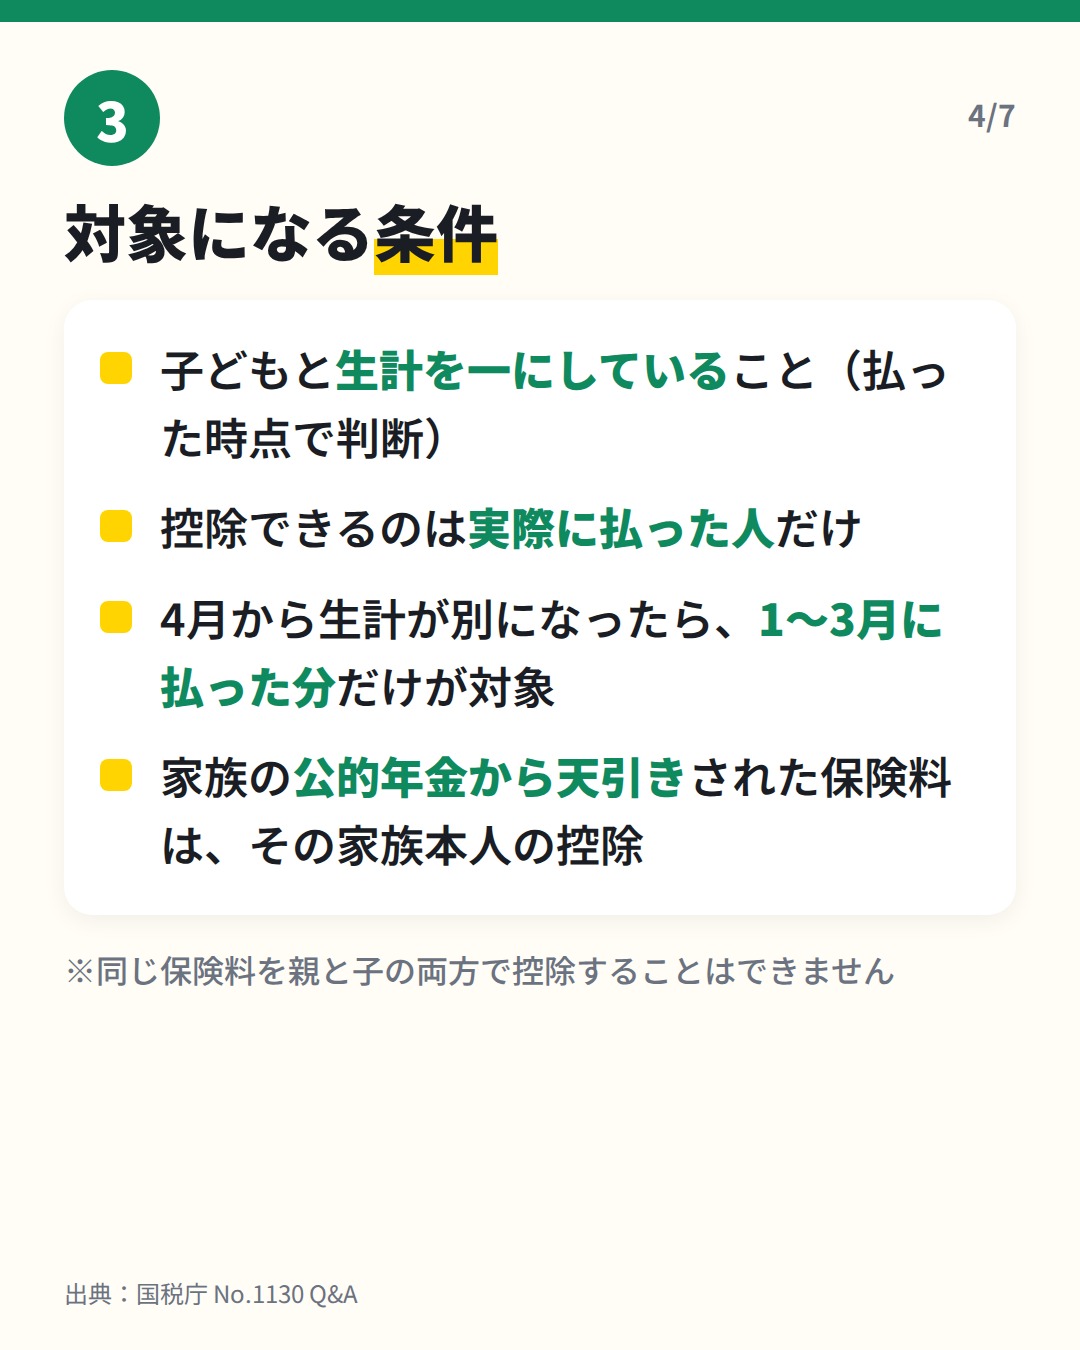 3
4/7
対象になる条件
子どもと生計を一にしていること（払っ
た時点で判断）
控除できるのは実際に払った人だけ
4月から生計が別になったら、1〜3月に
払った分だけが対象
家族の公的年金から天引きされた保険料
は、その家族本人の控除
※同じ保険料を親と子の両方で控除することはできません
出典：国税庁 No.1130 Q&A